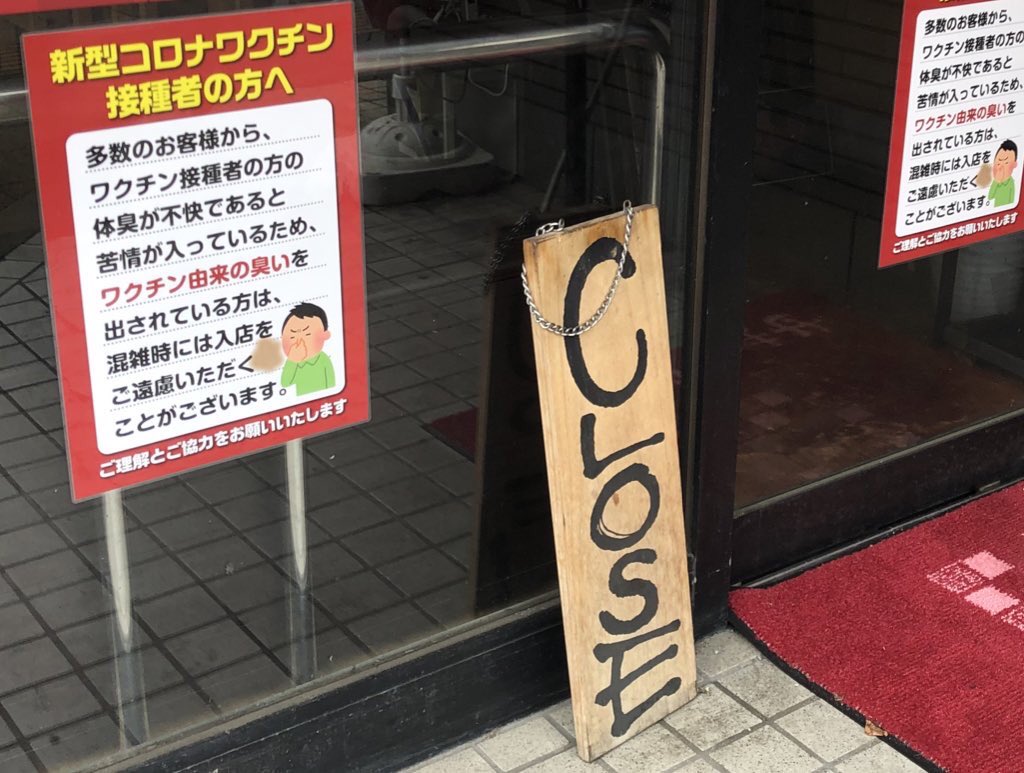 新型コロナワクチン
接種者の方へ
多数のお客様から、
ワクチン接種者の方の
体臭が不快であると
苦情が入っているため、
ワクチン由来の臭いを
出されている方は、
混雑時には入店を
ご遠慮いただく
ことがございます。
ご理解とご協力をお願いいたします
CLOSE
多数のお客様から、
ワクチン接種者の方の
体臭が不快であると
苦情が入っているため、
ワクチン由来の臭いを
出されている方は、
混雑時には入店を
ご遠慮いただく
ことがございます。
ご理解とご協力をお願いいたします